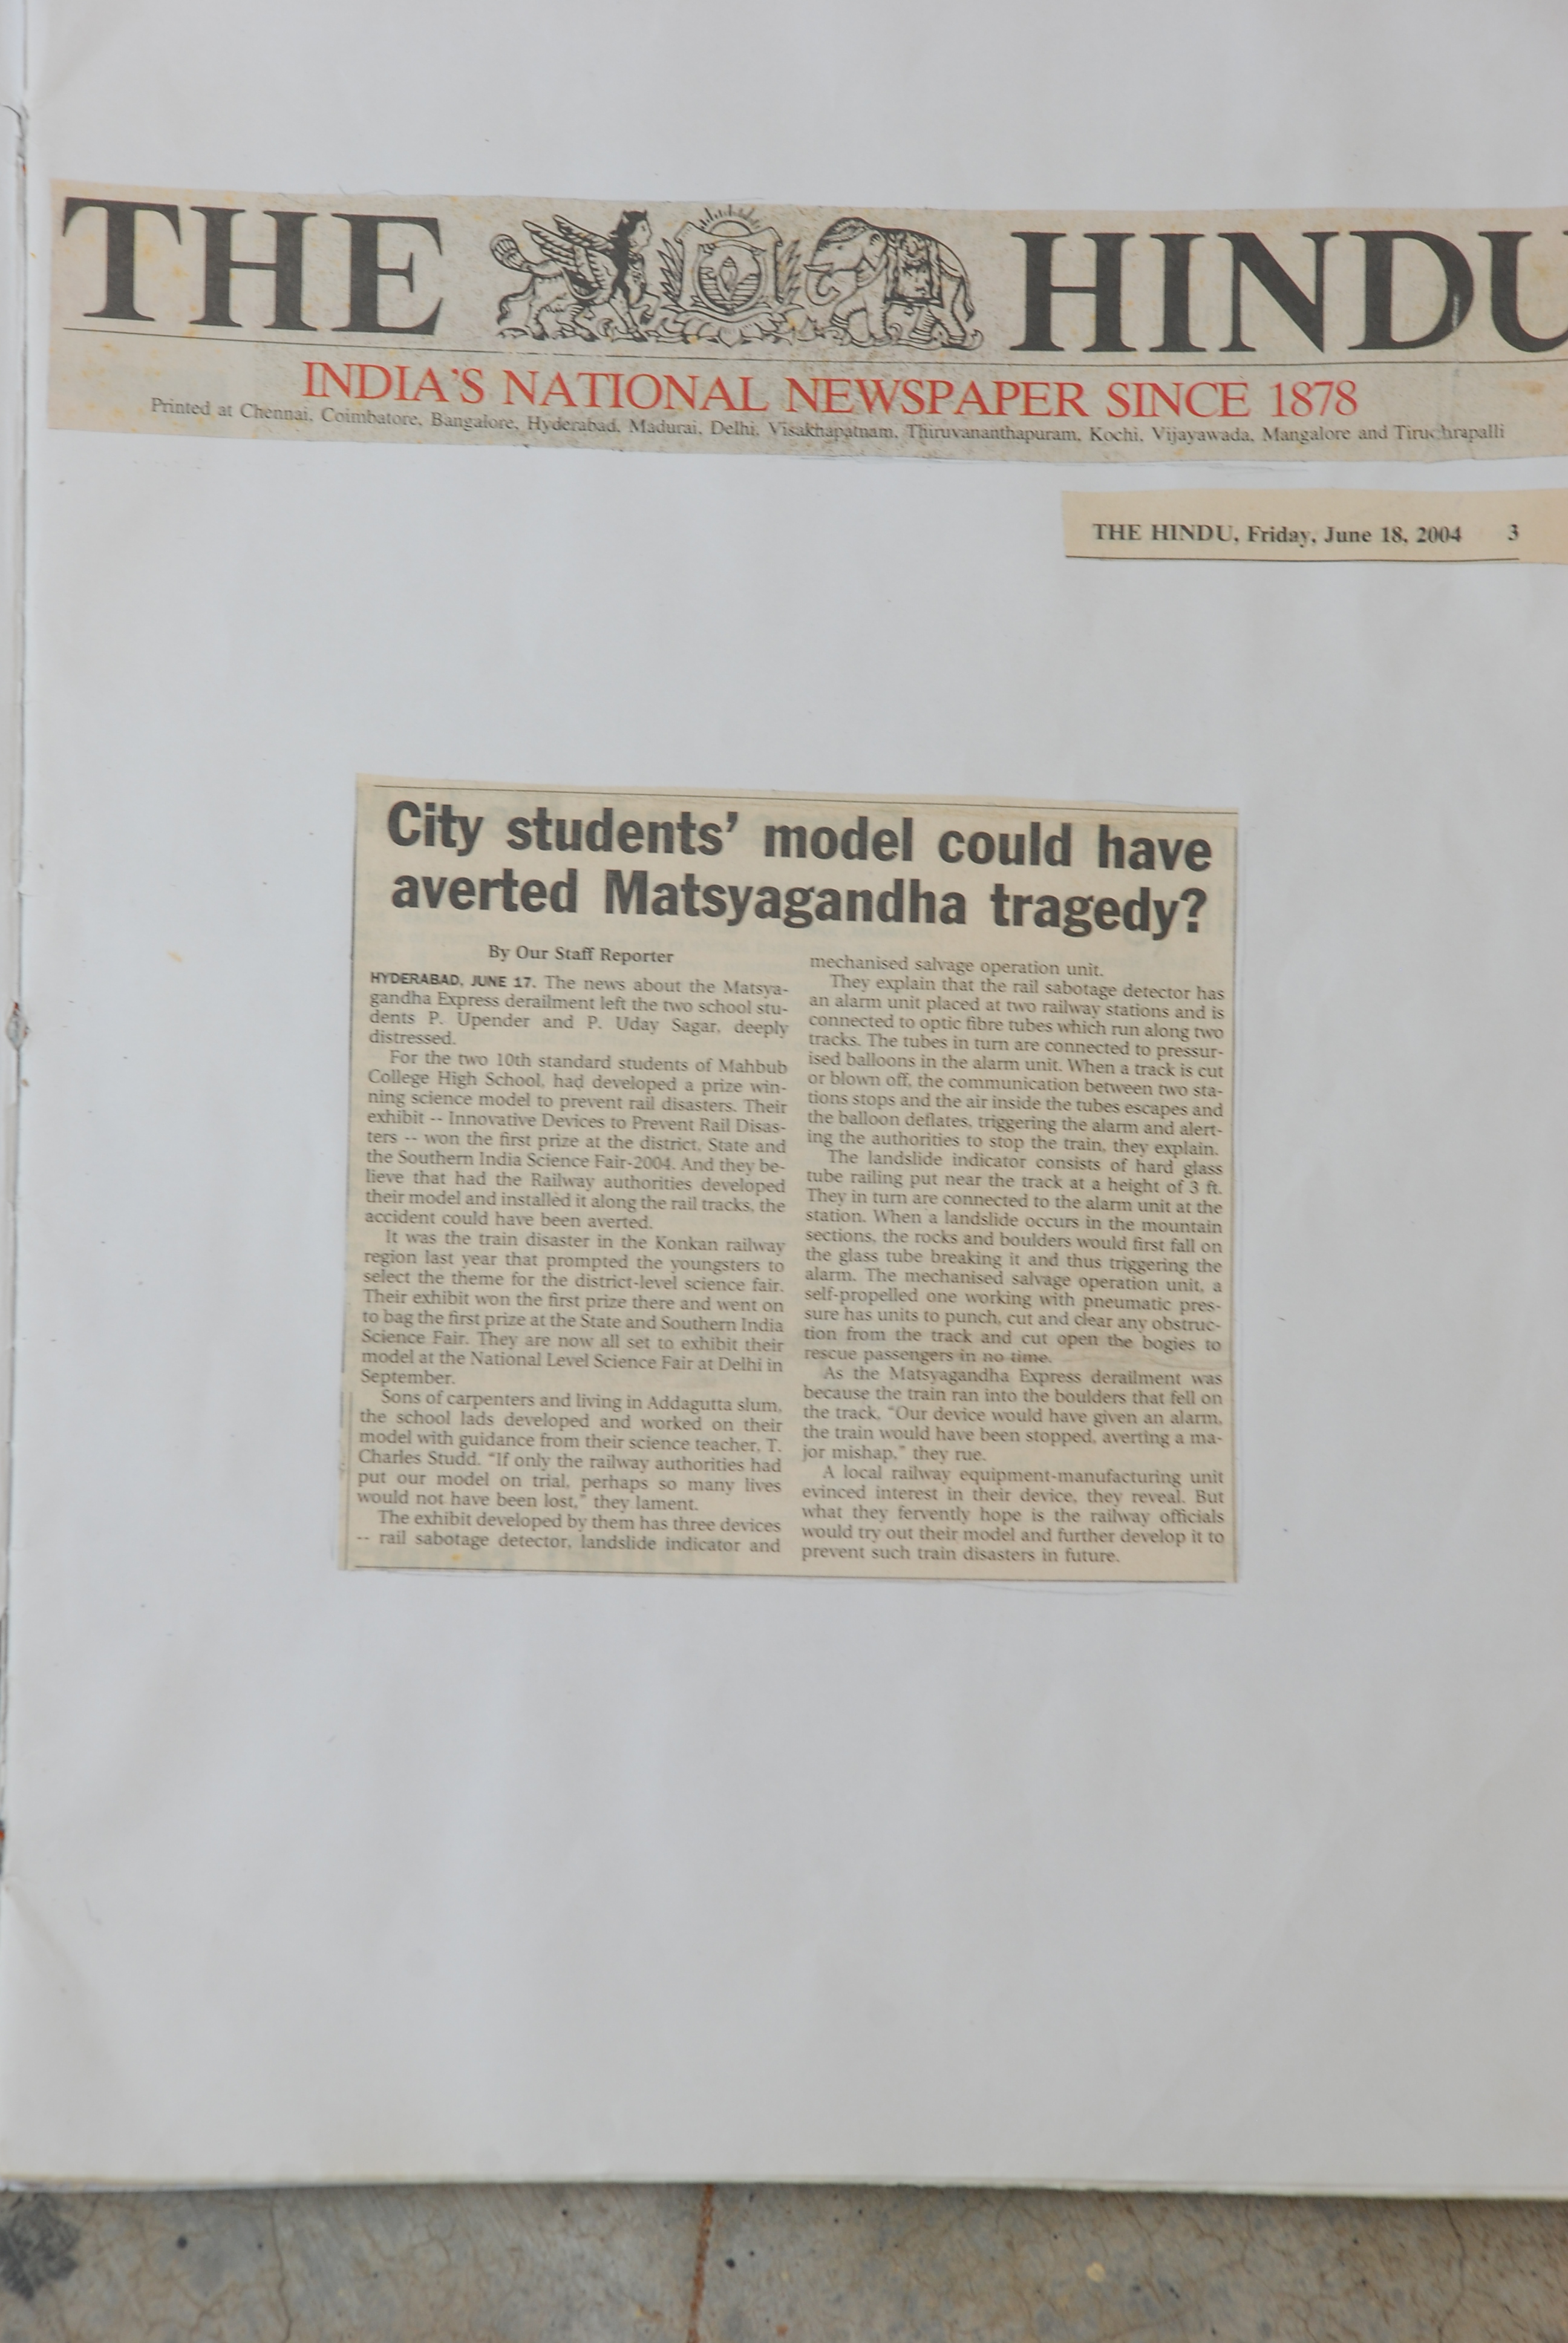 THE HINDU
INDIA'S NATIONAL NEWSPAPER SINCE 1878
Printed at Chennai, Coimbatore, Bangalore, Hyderabad, Madurai, Delhi, Visakhapatnam, Thiruvananthapuram, Kochi, Vijayawada, Mangalore and Tiruchrapalli
THE HINDU, Friday, June 18, 2004 3
City students' model could have
averted Matsyagandha tragedy?
By Our Staff Reporter
HYDERABAD, JUNE 17. The news about the Matsya-
gandha Express derailment left the two school stu-
dents P. Upender and P. Uday Sagar, deeply
distressed.
For the two 10th standard students of Mahbub
College High School, had developed a prize win-
ning science model to prevent rail disasters. Their
exhibit -- Innovative Devices to Prevent Rail Disas-
ters -- won the first prize at the district, State and
the Southern India Science Fair-2004. And they be-
lieve that had the Railway authorities developed
their model and installed it along the rail tracks, the
accident could have been averted.
It was the train disaster in the Konkan railway
region last year that prompted the youngsters to
select the theme for the district-level science fair.
Their exhibit won the first prize there and went on
to bag the first prize at the State and Southern India
Science Fair. They are now all set to exhibit their
model at the National Level Science Fair at Delhi in
September.
Sons of carpenters and living in Addagutta slum,
the school lads developed and worked on their
model with guidance from their science teacher, T.
Charles Studd. "If only the railway authorities had
put our model on trial, perhaps so many lives
would not have been lost," they lament.
The exhibit developed by them has three devices
-- rail sabotage detector, landslide indicator and
mechanised salvage operation unit.
They explain that the rail sabotage detector has
an alarm unit placed at two railway stations and is
connected to optic fibre tubes which run along two
tracks. The tubes in turn are connected to pressur-
ised balloons in the alarm unit. When a track is cut
or blown off, the communication between two sta-
tions stops and the air inside the tubes escapes and
the balloon deflates, triggering the alarm and alert-
ing the authorities to stop the train, they explain.
The landslide indicator consists of hard glass
tube railing put near the track at a height of 3 ft.
They in turn are connected to the alarm unit at the
station. When a landslide occurs in the mountain
sections, the rocks and boulders would first fall on
the glass tube breaking it and thus triggering the
alarm. The mechanised salvage operation unit, a
self-propelled one working with pneumatic pres-
sure has units to punch, cut and clear any obstruc-
tion from the track and cut open the bogies to
rescue passengers in no time.
As the Matsyagandha Express derailment was
because the train ran into the boulders that fell on
the track, "Our device would have given an alarm,
the train would have been stopped, averting a ma-
jor mishap," they rue.
A local railway equipment-manufacturing unit
evinced interest in their device, they reveal. But
what they fervently hope is the railway officials
would try out their model and further develop it to
prevent such train disasters in future.